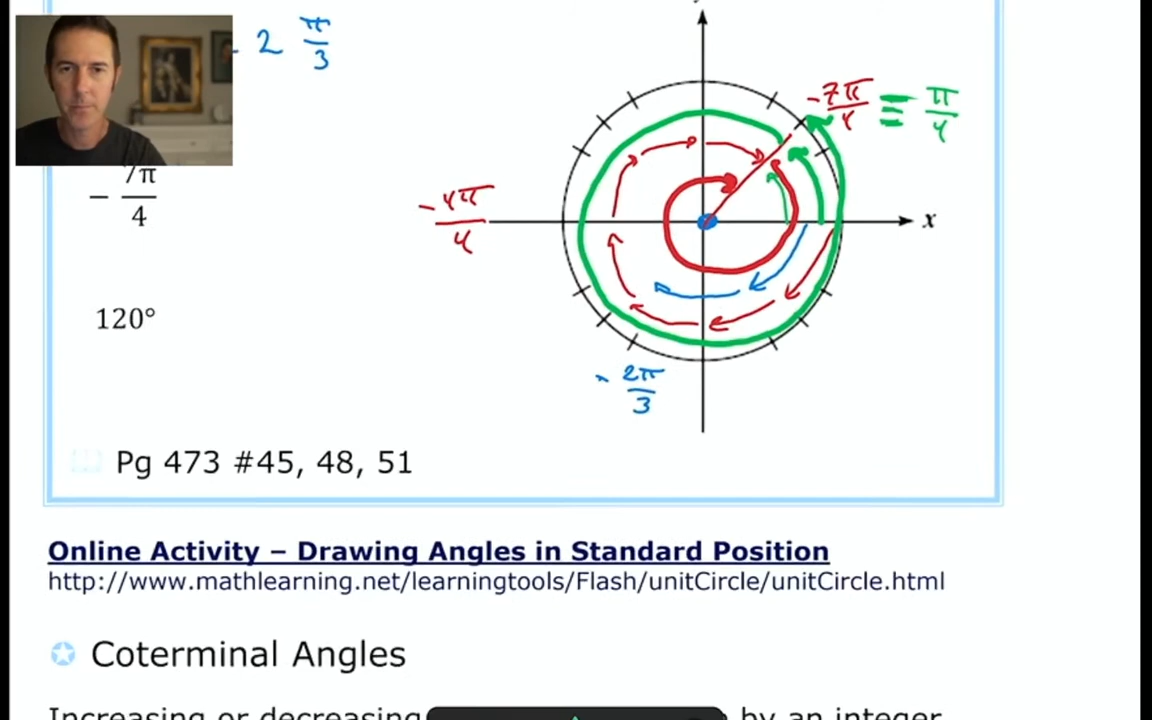 - 2 π/3
- 7π/4 ≡ π/4
- 7π/4
- 4π/4
x
120°
- 2π/3
Pg 473 #45, 48, 51
Online Activity – Drawing Angles in Standard Position
http://www.mathlearning.net/learningtools/Flash/unitCircle/unitCircle.html
Coterminal Angles
Increasing or decreasing
by an integer